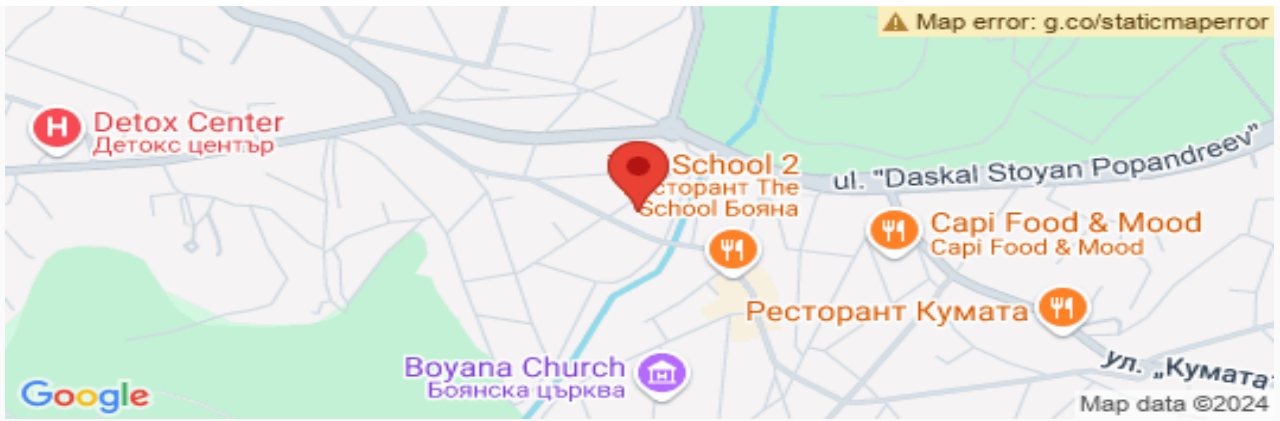 Map error: g.co/staticmaperror
Detox Center
Детокс център
School 2
The
School Бояна
ul. "Daskal Stoyan Popandreev"
Capi Food & Mood
Capi Food & Mood
Ресторант Кумата
ул. „Кумата
Boyana Church
Боянска църква
Google
Map data ©2024